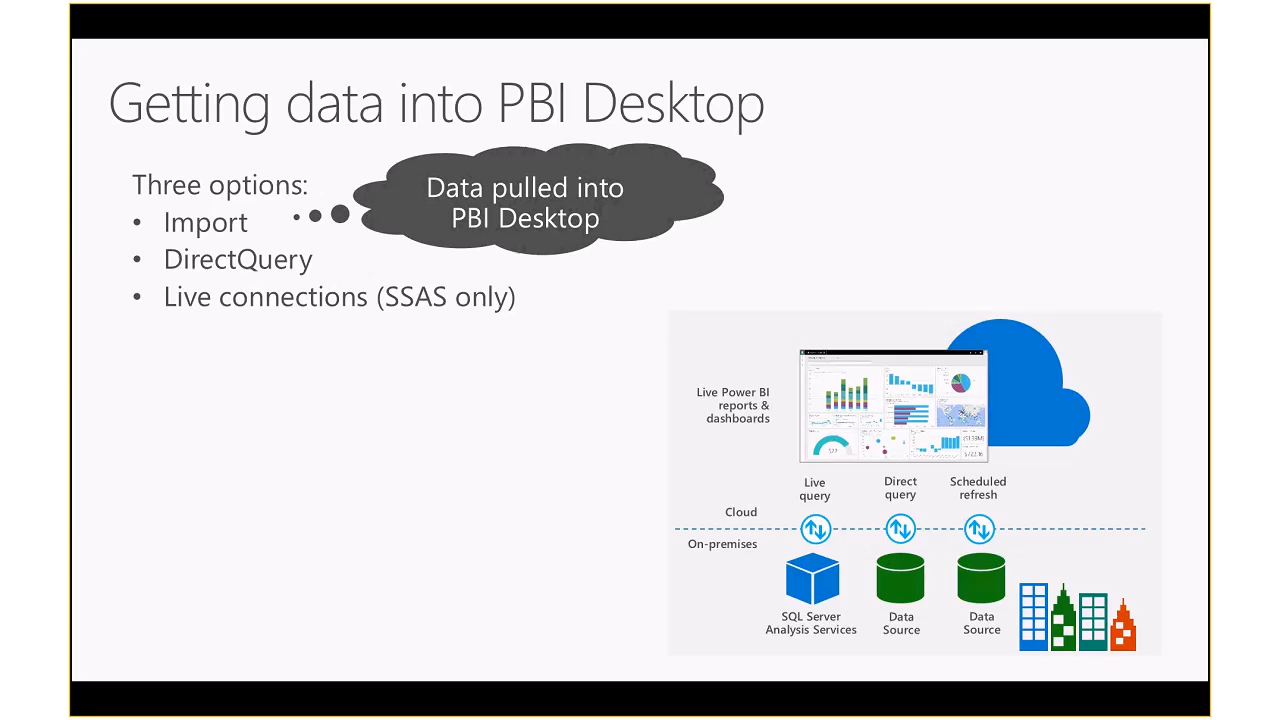 Getting data into PBI Desktop
Three options:
• Import
• DirectQuery
• Live connections (SSAS only)
Data pulled into
PBI Desktop
Live Power BI
reports &
dashboards
Live
query
Direct
query
Scheduled
refresh
Cloud
On-premises
SQL Server
Analysis Services
Data
Source
Data
Source